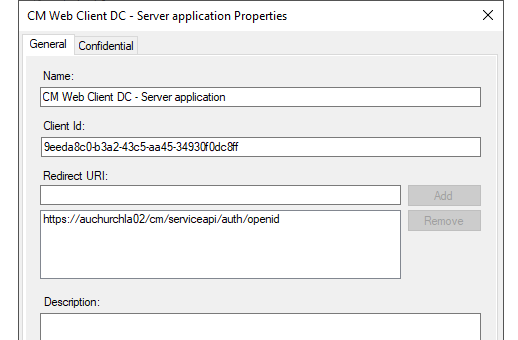 CM Web Client DC - Server application Properties
General
Confidential
Name:
CM Web Client DC - Server application
Client Id:
9eeda8c0-b3a2-43c5-aa45-34930f0dc8ff
Redirect URI:
Add
https://auchurchla02/cm/serviceapi/auth/openid
Remove
Description: